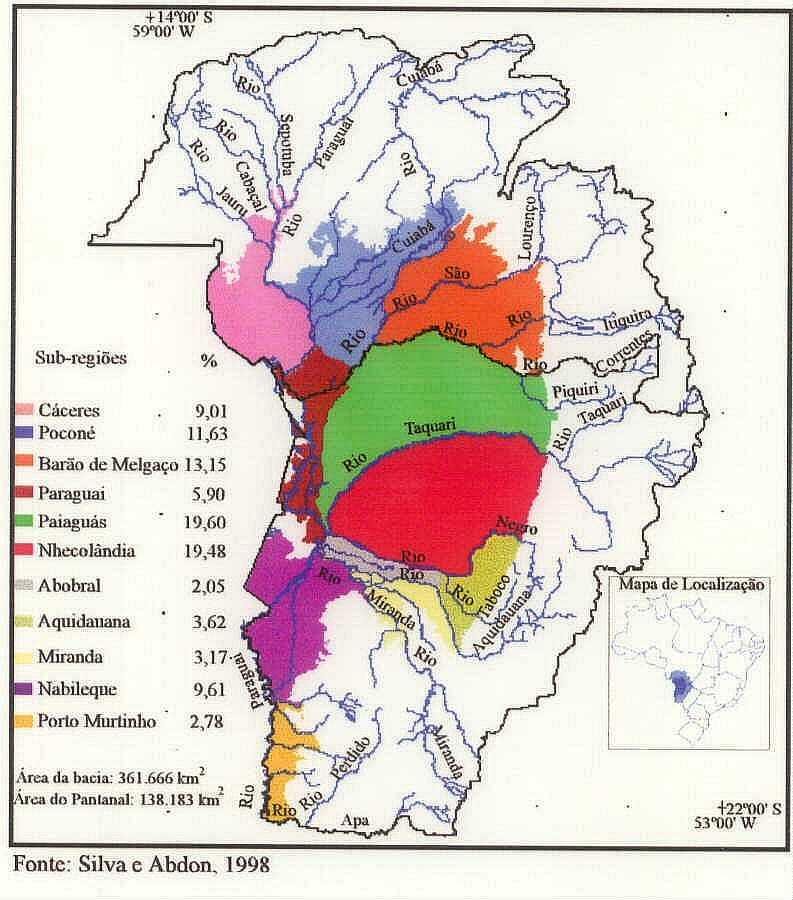 +14°00' S
59°00' W
Cuiabá
Rio
Rio
Sepotuba
Paraguai
Rio
Rio
Cabaçal
Jauru
Rio
Lourenço
Cuiabá
São
Rio
Rio
Itiquira
Rio
Rio
Correntes
Rio
Piquiri
Taquari
Rio
Taquari
Rio
Sub-regiões %
Cáceres 9,01
Poconé 11,63
Barão de Melgaço 13,15
Paraguai 5,90
Paiaguás 19,60
Nhecolândia 19,48
Abobral 2,05
Aquidauana 3,62
Miranda 3,17
Nabileque 9,61
Porto Murtinho 2,78
Negro
Rio
Rio
Rio
Rio
Taboco
Miranda
Aquidauana
Rio
Paraguai
Perdido
Miranda
Rio
Rio
Rio
Apa
Mapa de Localização
Área da bacia: 361.666 km²
Área do Pantanal: 138.183 km²
+22°00' S
53°00' W
Fonte: Silva e Abdon, 1998